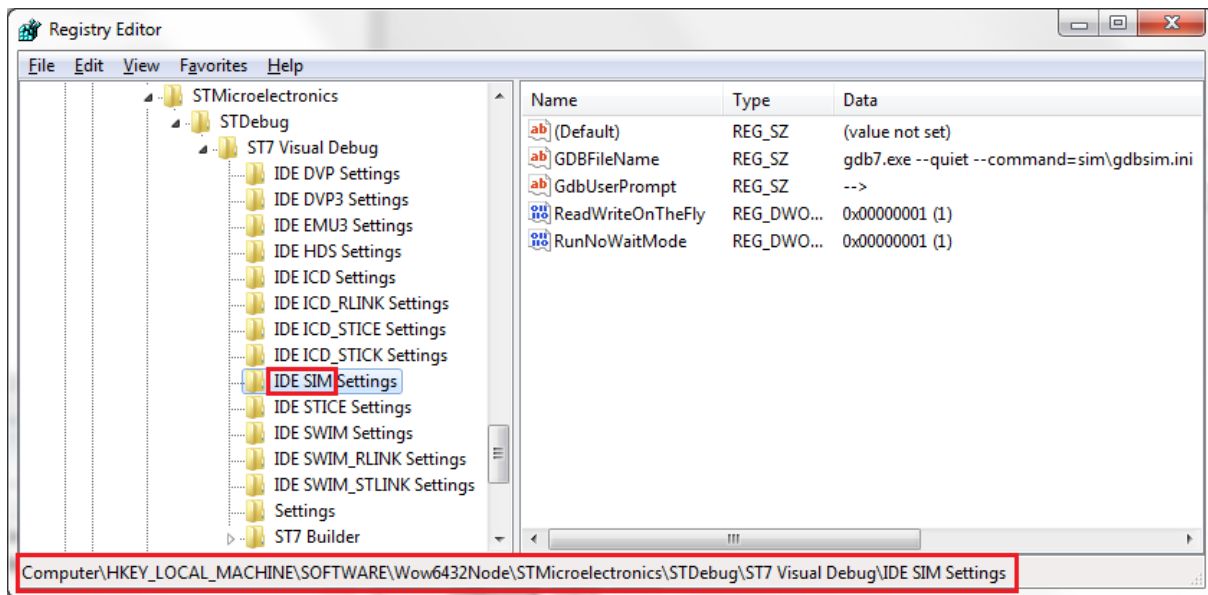 Registry Editor
File Edit View Favorites Help
STMicroelectronics
STDebug
ST7 Visual Debug
IDE DVP Settings
IDE DVP3 Settings
IDE EMU3 Settings
IDE HDS Settings
IDE ICD Settings
IDE ICD_RLINK Settings
IDE ICD_STICE Settings
IDE ICD_STICK Settings
IDE SIM Settings
IDE STICE Settings
IDE SWIM Settings
IDE SWIM_RLINK Settings
IDE SWIM_STLINK Settings
Settings
ST7 Builder
Name Type Data
(Default) REG_SZ (value not set)
GDBFileName REG_SZ gdb7.exe --quiet --command=sim\gdbsim.ini
GdbUserPrompt REG_SZ -->
ReadWriteOnTheFly REG_DWO... 0x00000001 (1)
RunNoWaitMode REG_DWO... 0x00000001 (1)
Computer\HKEY_LOCAL_MACHINE\SOFTWARE\Wow6432Node\STMicroelectronics\STDebug\ST7 Visual Debug\IDE SIM Settings